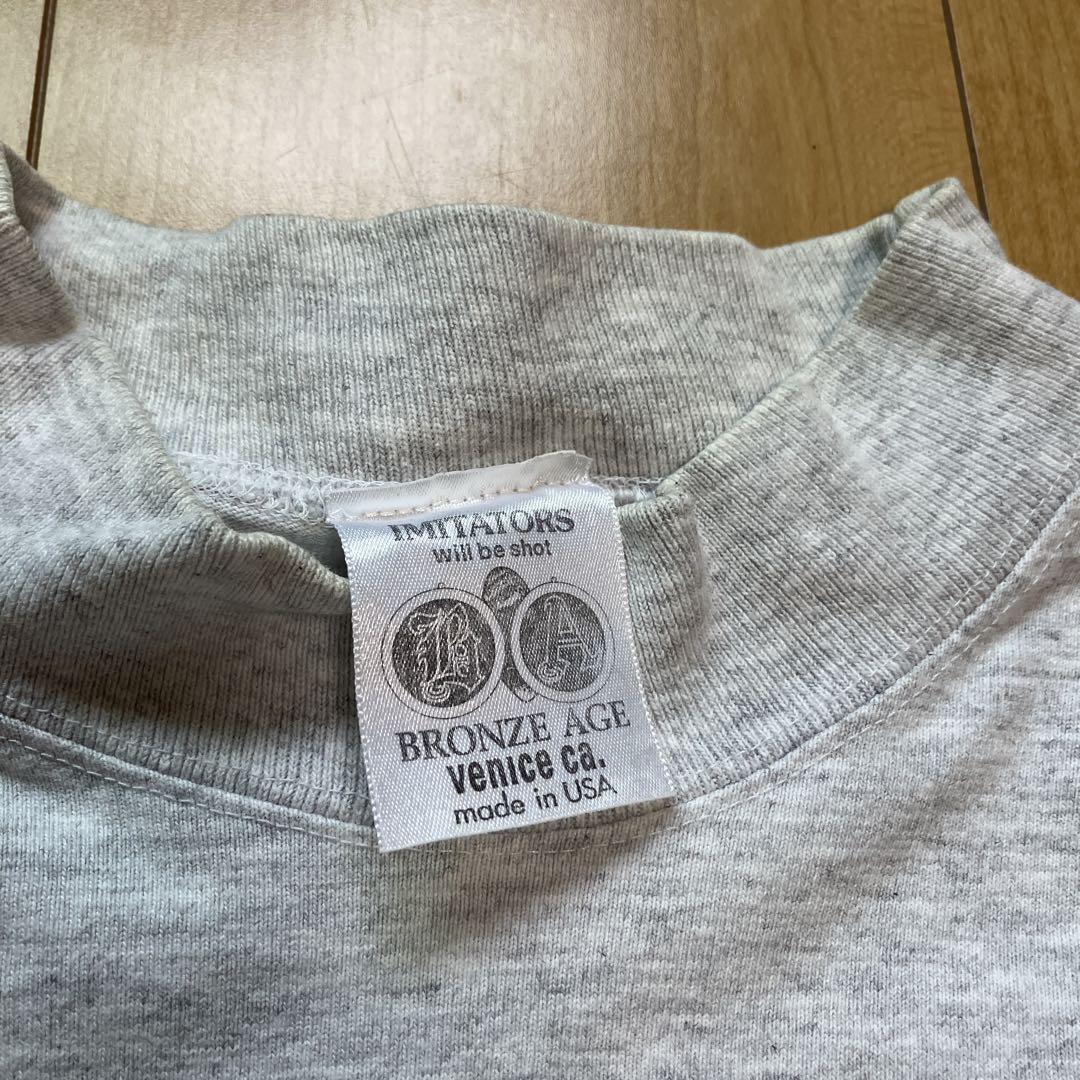 IMITATORS
will be shot
B A
BRONZE AGE
venice ca.
made in USA